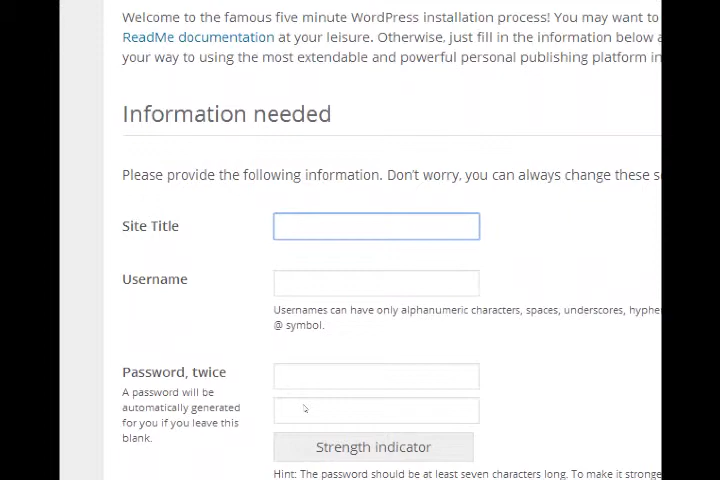 Welcome to the famous five minute WordPress installation process! You may want to
ReadMe documentation at your leisure. Otherwise, just fill in the information below
your way to using the most extendable and powerful personal publishing platform
Information needed
Please provide the following information. Don't worry, you can always change these
Site Title
Username
Usernames can have only alphanumeric characters, spaces, underscores,
@ symbol.
Password, twice
A password will be
automatically generated
for you if you leave this
blank.
Strength indicator
Hint: The password should be at least seven characters long. To make it